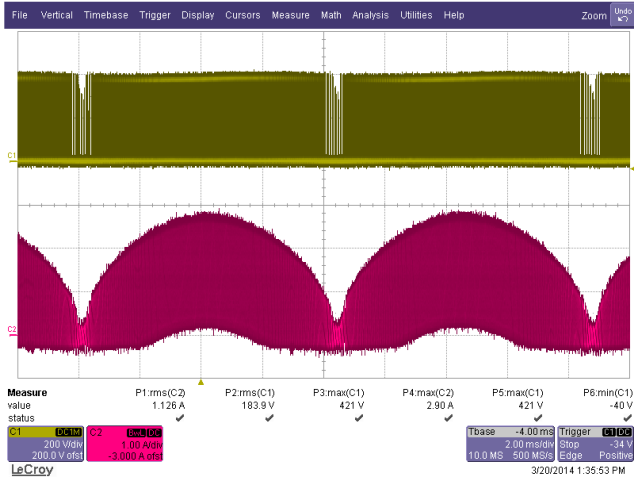 File Vertical Timebase Trigger Display Cursors Measure Math Analysis Utilities Help Zoom Undo
C1
C2
Measure P1:rms(C2) P2:rms(C1) P3:max(C1) P4:max(C2) P5:max(C1) P6:min(C1)
value 1.126 A 183.9 V 421 V 2.90 A 421 V -40 V
status
C1 DC1M C2 BwL DC Tbase -4.00 ms Trigger C1 DC
200 V/div 1.00 A/div 2.00 ms/div Stop -34 V
200.0 V ofst -3.000 A ofst 10.0 MS 500 MS/s Edge Positive
LeCroy 3/20/2014 1:35:53 PM